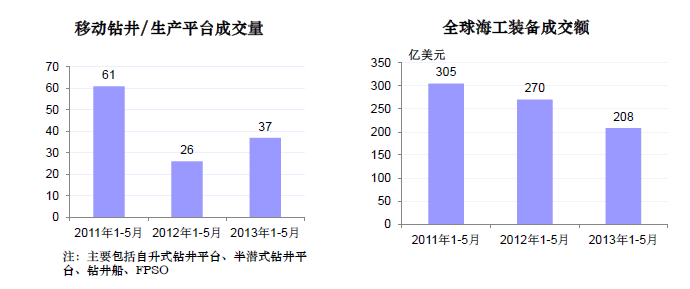 移动钻井/生产平台成交量
70
60
50
40
30
20
10
0
61
26
37
2011年1-5月
2012年1-5月
2013年1-5月
注：主要包括自升式钻井平台、半潜式钻井平
台、钻井船、FPSO
全球海工装备成交额
亿美元
350
300
250
200
150
100
50
0
305
270
208
2011年1-5月
2012年1-5月
2013年1-5月